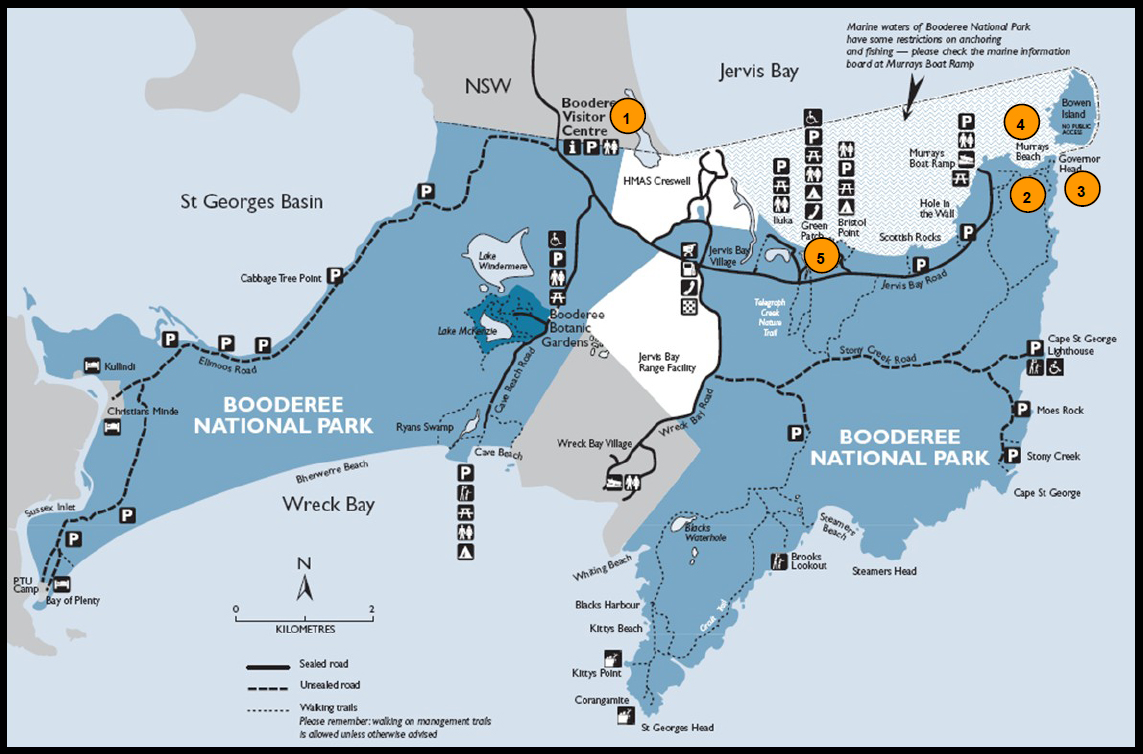 Marine waters of Booderee National Park
have some restrictions on anchoring
and fishing — please check the marine information
board at Murrays Boat Ramp
Jervis Bay
NSW
Booderee
Visitor
Centre
1
i P
HMAS Creswell
4
Bowen
Island
NO PUBLIC
ACCESS
P
Murrays
Boat Ramp
Murrays
Beach
Governor
Head
2
3
St Georges Basin
P
P
Iluka
P
Green
Patch
P
Bristol
Point
5
Hole in
the Wall
Scottish Rocks
P
P
Jervis Bay
Village
Jervis Bay Road
Lake
Windermere
P
Cabbage Tree Point
P
Lake McKenzie
Booderee
Botanic
Gardens
Telegraph
Creek
Nature
Trail
P
P
P
Ellmoos Road
Kullindi
Christians Minde
Cave Beach Road
Jervis Bay
Range Facility
Stony Creek Road
P
Cape St George
Lighthouse
P
Moes Rock
BOODEREE
NATIONAL PARK
Ryans Swamp
Wreck Bay Road
Wreck Bay Village
P
BOODEREE
NATIONAL PARK
P
Stony Creek
Cape St George
Cave Beach
P
Bherwerre Beach
Wreck Bay
Sussex Inlet
P
P
Blacks
Waterhole
Steamers
Beach
Brooks
Lookout
Steamers Head
Whiting Beach
PTU
Camp
Bay of Plenty
N
0
2
KILOMETRES
Blacks Harbour
Kittys Beach
Kittys Point
Corangamite
St Georges Head
Sealed road
Unsealed road
Walking trails
Please remember: walking on management trails
is allowed unless otherwise advised